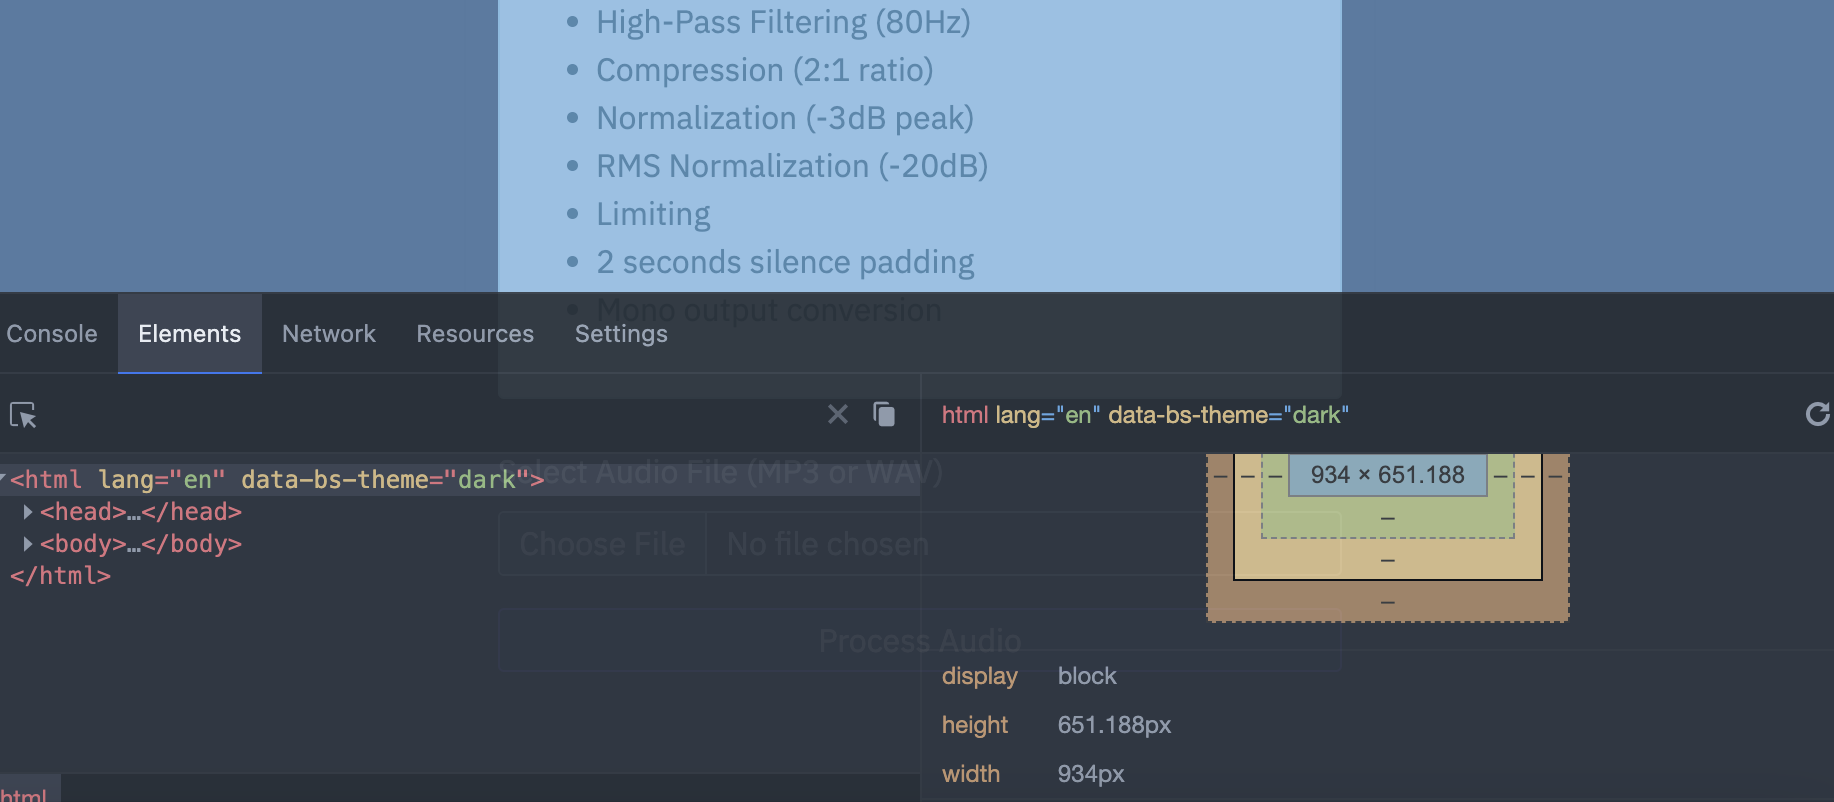 • High-Pass Filtering (80Hz)
• Compression (2:1 ratio)
• Normalization (-3dB peak)
• RMS Normalization (-20dB)
• Limiting
• 2 seconds silence padding
• Mono output conversion
Console Elements Network Resources Settings
html lang="en" data-bs-theme="dark"
Select Audio File (MP3 or WAV)
<html lang="en" data-bs-theme="dark">
<head>…</head>
<body>…</body>
</html>
Choose File No file chosen
Process Audio
934 × 651.188
–
–
–
–
–
–
–
–
–
display block
height 651.188px
width 934px
html